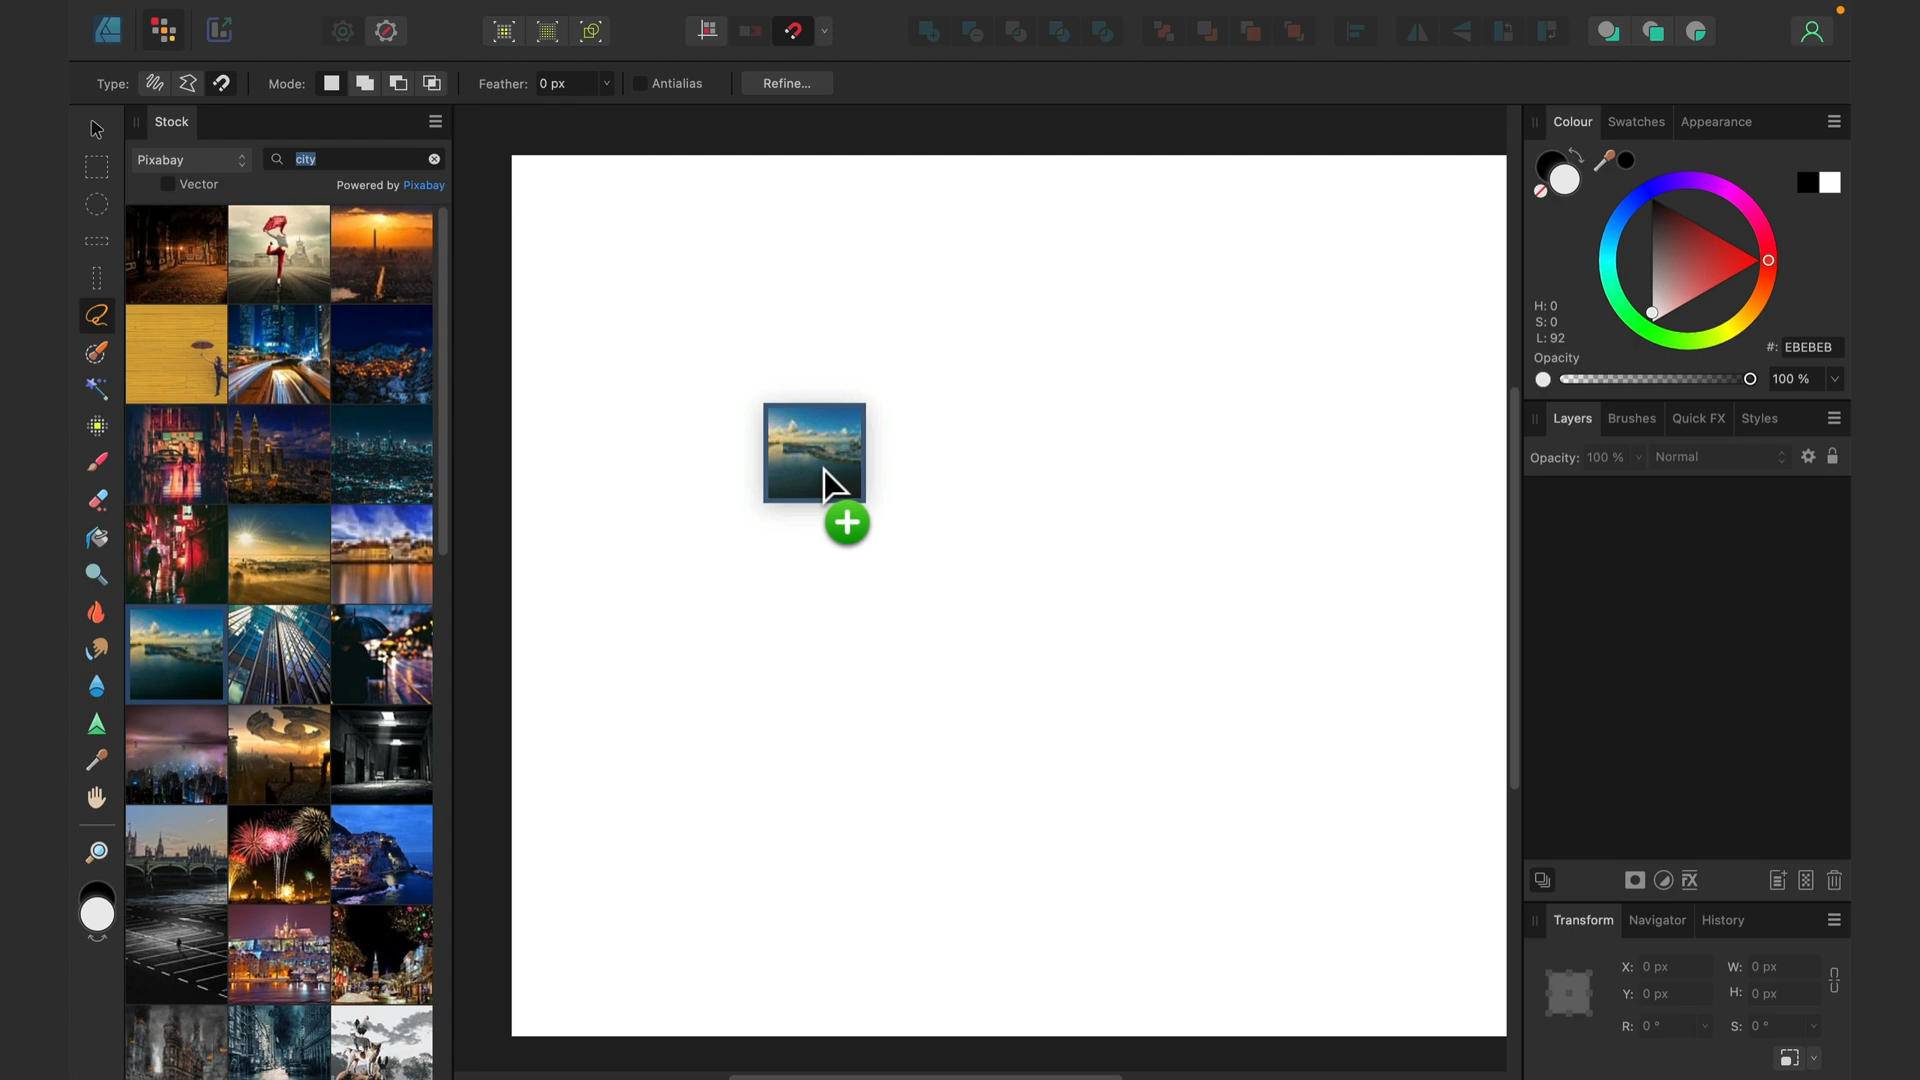 Type:
Mode:
Feather: 0 px
Antialias
Refine...
Stock
Pixabay
city
Vector
Powered by Pixabay
Colour
Swatches
Appearance
H: 0
S: 0
L: 92
#: EBEBEB
Opacity
100 %
Layers
Brushes
Quick FX
Styles
Opacity: 100 %
Normal
FX
Transform
Navigator
History
X: 0 px
W: 0 px
Y: 0 px
H: 0 px
R: 0 °
S: 0 °